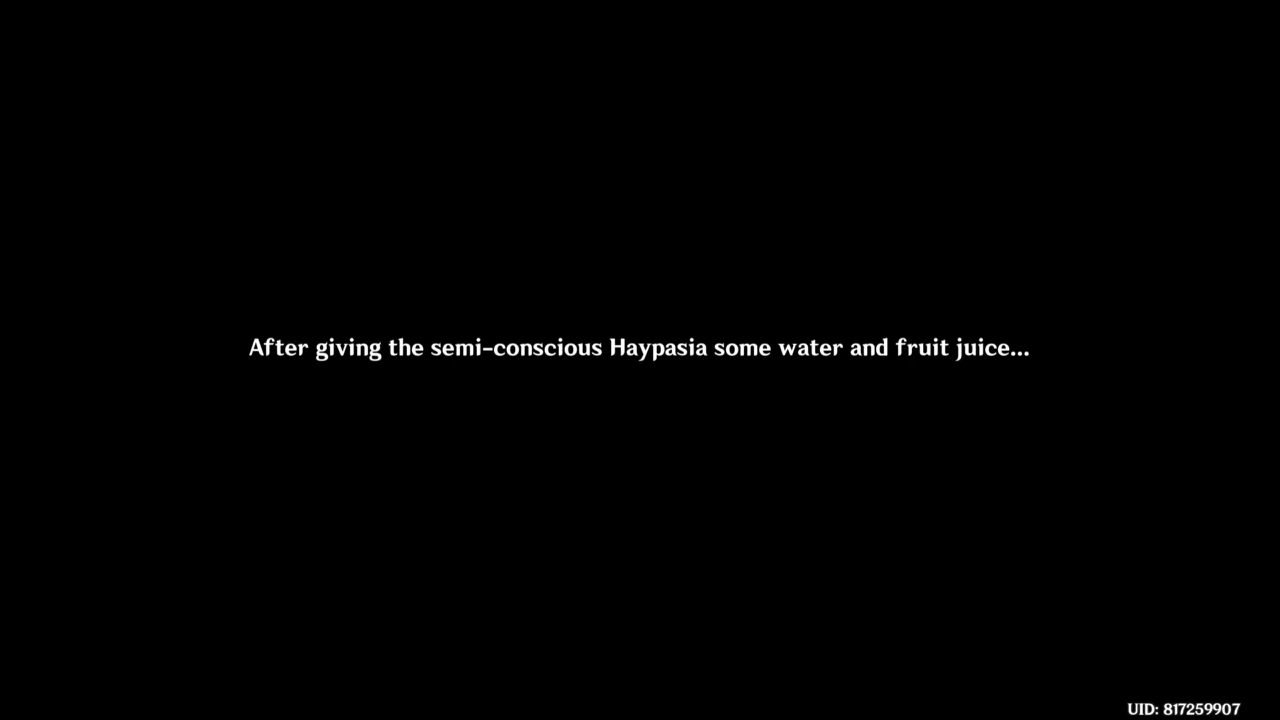 After giving the semi-conscious Haypasia some water and fruit juice...
UID: 817259907